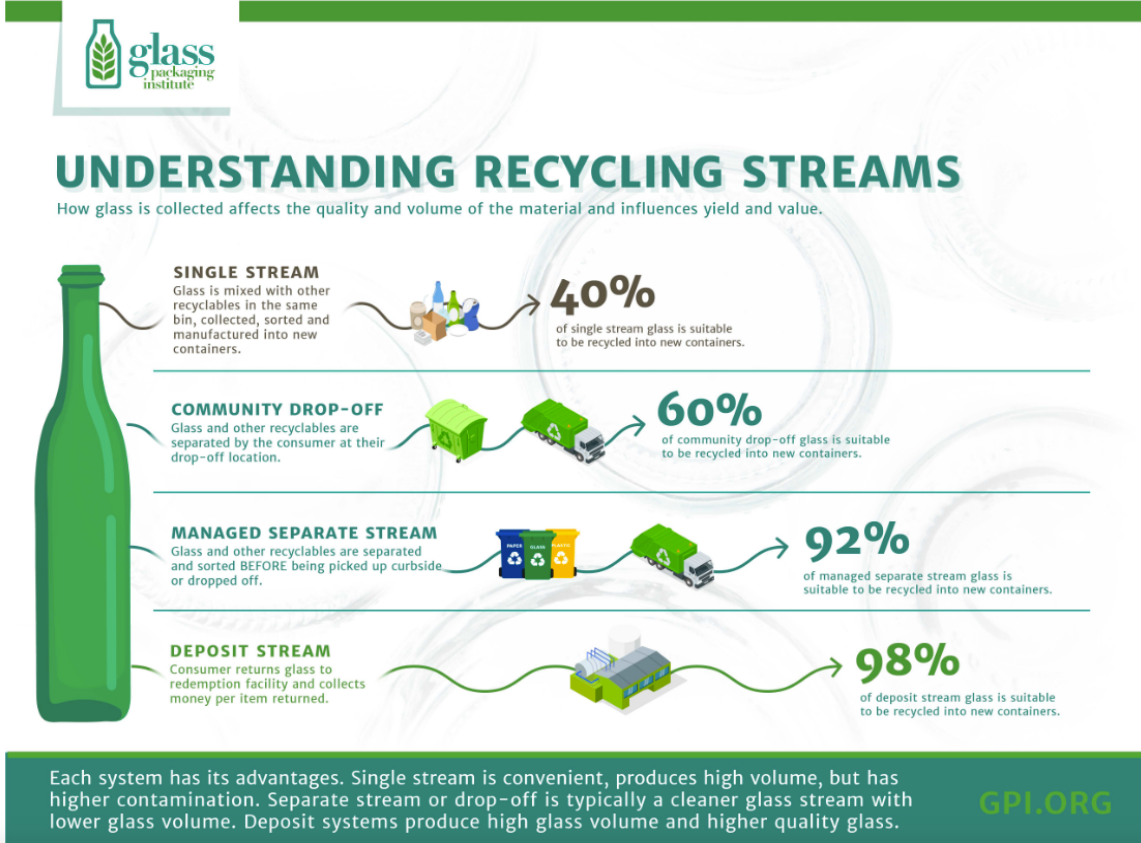 glass
packaging
institute
UNDERSTANDING RECYCLING STREAMS
How glass is collected affects the quality and volume of the material and influences yield and value.
SINGLE STREAM
Glass is mixed with other
recyclables in the same
bin, collected, sorted and
manufactured into new
containers.
40%
of single stream glass is suitable
to be recycled into new containers.
COMMUNITY DROP-OFF
Glass and other recyclables are
separated by the consumer at their
drop-off location.
60%
of community drop-off glass is suitable
to be recycled into new containers.
MANAGED SEPARATE STREAM
Glass and other recyclables are separated
and sorted BEFORE being picked up curbside
or dropped off.
PAPER
GLASS
PLASTIC
92%
of managed separate stream glass is
suitable to be recycled into new containers.
DEPOSIT STREAM
Consumer returns glass to
redemption facility and collects
money per item returned.
98%
of deposit stream glass is suitable
to be recycled into new containers.
Each system has its advantages. Single stream is convenient, produces high volume, but has
higher contamination. Separate stream or drop-off is typically a cleaner glass stream with
lower glass volume. Deposit systems produce high glass volume and higher quality glass.
GPI.ORG